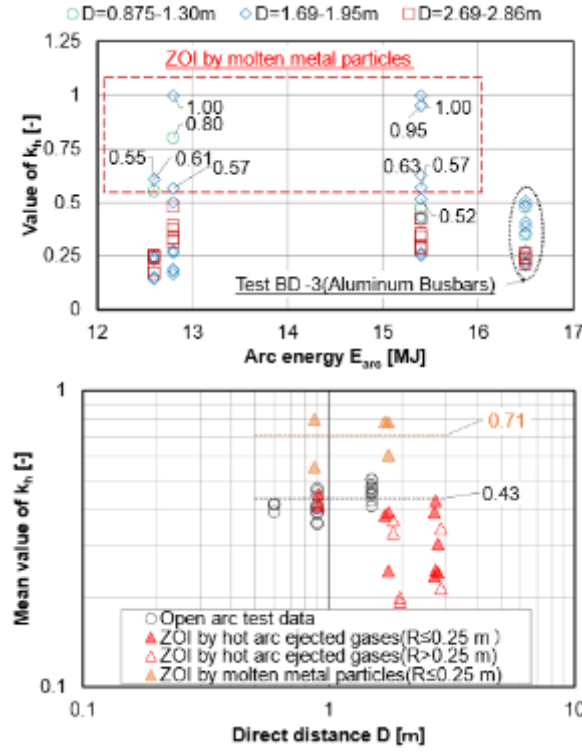 D=0.875-1.30m D=1.69-1.95m D=2.69-2.86m
ZOI by molten metal particles
1.25
1
0.75
0.5
0.25
0
Value of kh [-]
1.00
0.80
0.55
0.61
0.57
1.00
0.95
0.63
0.57
0.52
Test BD -3(Aluminum Busbars)
12 13 14 15 16 17
Arc energy Earc [MJ]
1
0.71
0.43
Mean value of kh [-]
Open arc test data
ZOI by hot arc ejected gases(R≤0.25 m )
ZOI by hot arc ejected gases(R>0.25 m)
ZOI by molten metal particles(R≤0.25 m)
0.1
0.1 1 10
Direct distance D [m]